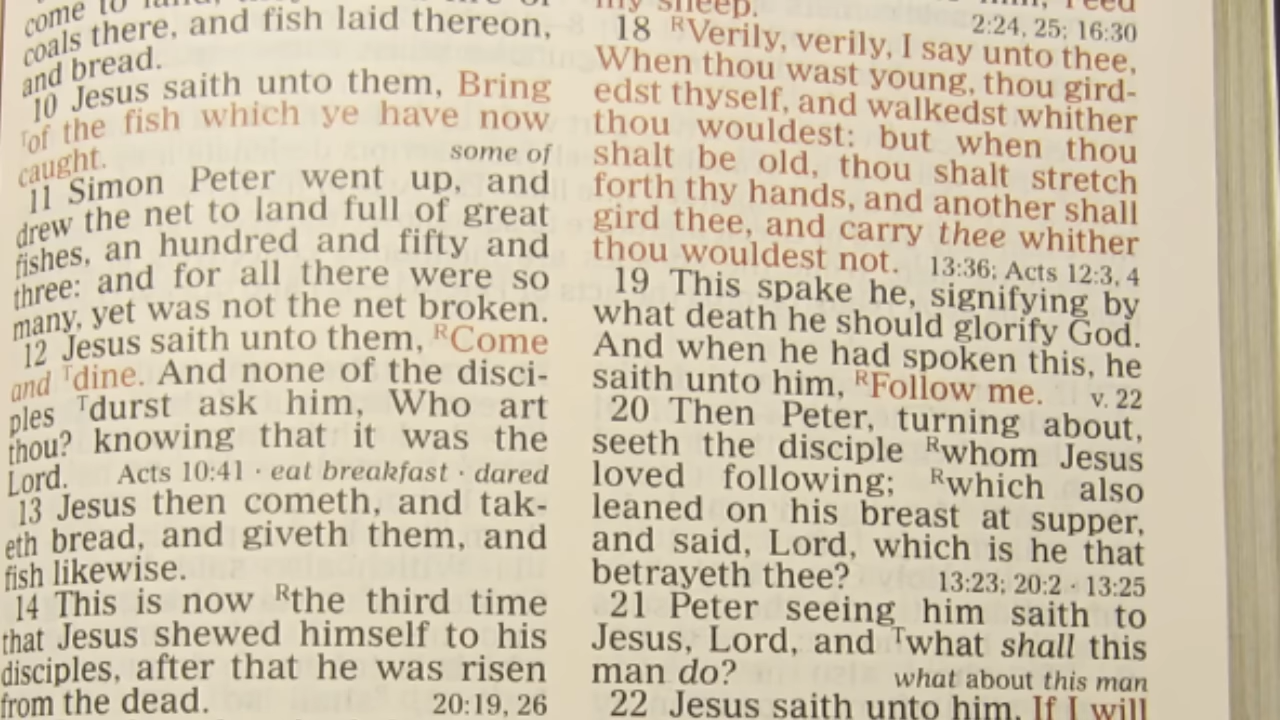 come to land,
coals there, and fish laid thereon,
and bread.
10 Jesus saith unto them, Bring
Tof the fish which ye have now
caught. some of
11 Simon Peter went up, and
drew the net to land full of great
fishes, an hundred and fifty and
three: and for all there were so
many, yet was not the net broken.
12 Jesus saith unto them, RCome
and Tdine. And none of the disci-
ples Tdurst ask him, Who art
thou? knowing that it was the
Lord. Acts 10:41 · eat breakfast · dared
13 Jesus then cometh, and tak-
eth bread, and giveth them, and
fish likewise.
14 This is now Rthe third time
that Jesus shewed himself to his
disciples, after that he was risen
from the dead. 20:19, 26
my sheep. 2:24, 25; 16:30
18 RVerily, verily, I say unto thee,
When thou wast young, thou gird-
edst thyself, and walkedst whither
thou wouldest: but when thou
shalt be old, thou shalt stretch
forth thy hands, and another shall
gird thee, and carry thee whither
thou wouldest not. 13:36; Acts 12:3, 4
19 This spake he, signifying by
what death he should glorify God.
And when he had spoken this, he
saith unto him, RFollow me. v. 22
20 Then Peter, turning about,
seeth the disciple Rwhom Jesus
loved following; Rwhich also
leaned on his breast at supper,
and said, Lord, which is he that
betrayeth thee? 13:23; 20:2 · 13:25
21 Peter seeing him saith to
Jesus, Lord, and Twhat shall this
man do? what about this man
22 Jesus saith unto him, If I will